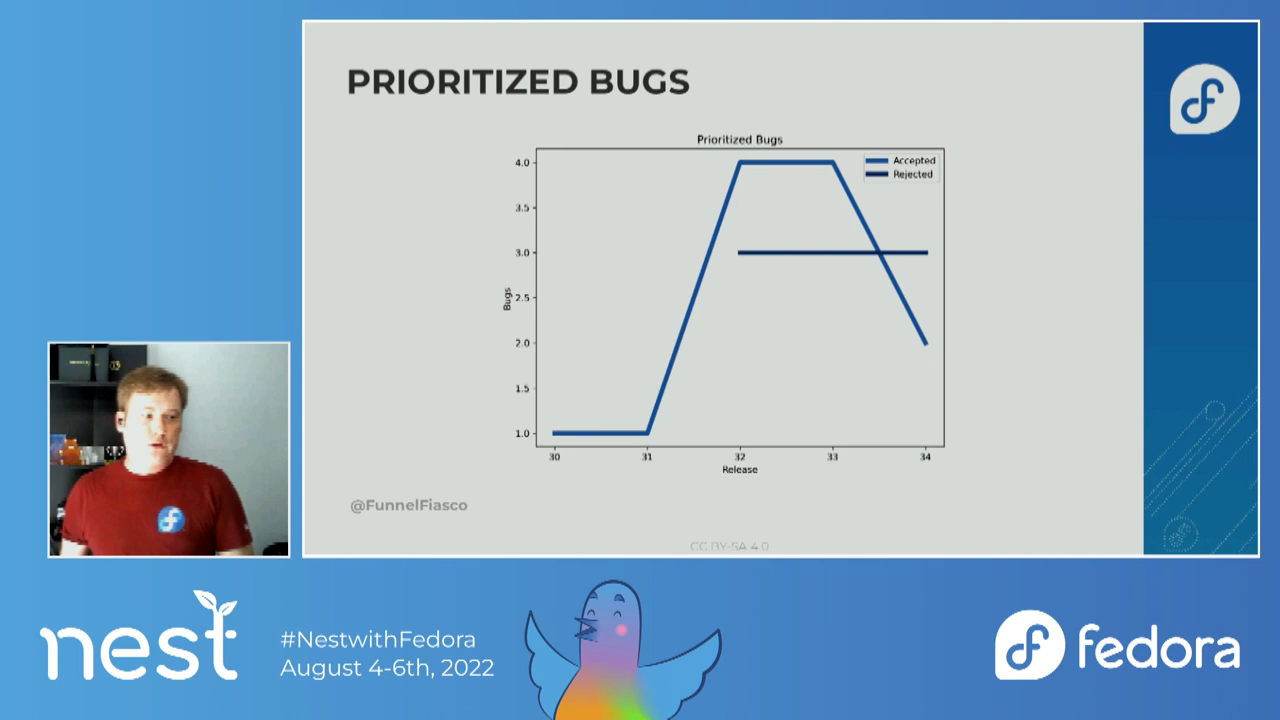 PRIORITIZED BUGS
Prioritized Bugs
Accepted
Rejected
4.0
3.5
3.0
2.5
2.0
1.5
1.0
Bugs
30 31 32 33 34
Release
@FunnelFiasco
CC BY-SA 4.0
nest
#NestwithFedora
August 4-6th, 2022
fedora